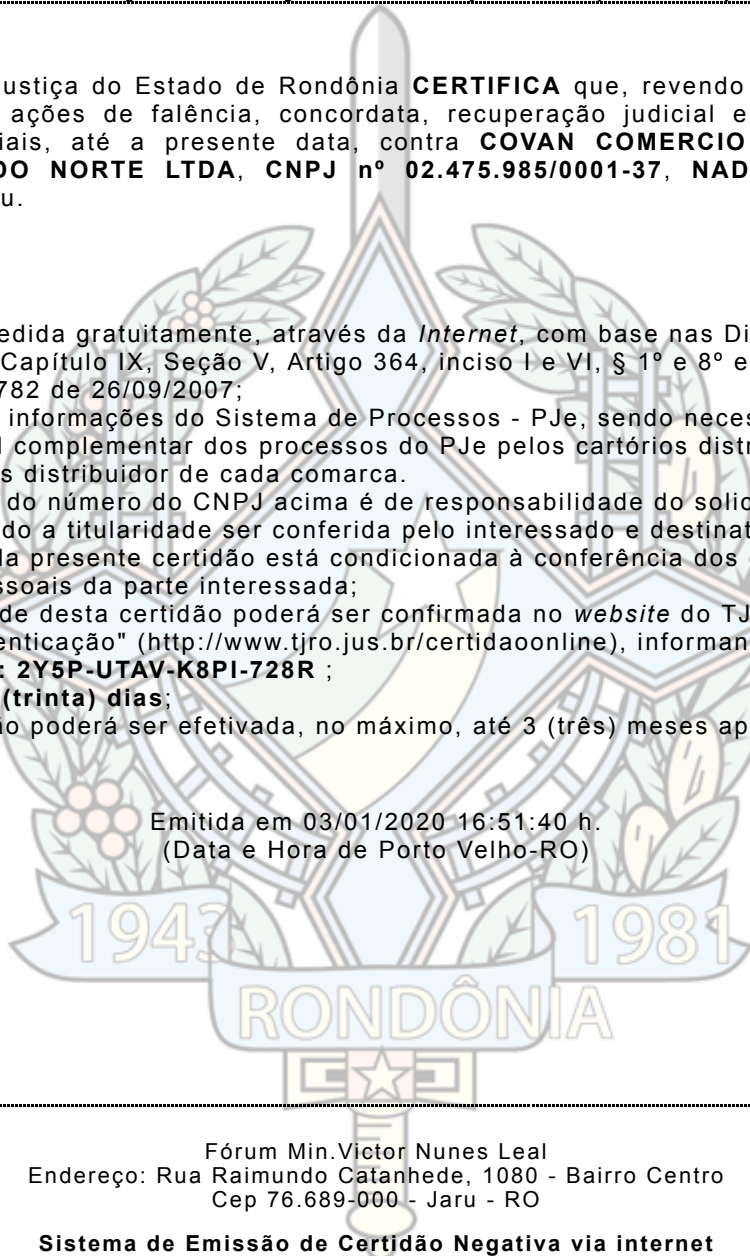 ustiça do Estado de Rondônia CERTIFICA que, revendo
ações de falência, concordata, recuperação judicial e
iais, até a presente data, contra COVAN COMERCIO
DO NORTE LTDA, CNPJ nº 02.475.985/0001-37, NAD
u.
edida gratuitamente, através da Internet, com base nas Di
Capítulo IX, Seção V, Artigo 364, inciso I e VI, § 1º e 8º e
782 de 26/09/2007;
informações do Sistema de Processos - PJe, sendo neces
l complementar dos processos do PJe pelos cartórios distr
s distribuidor de cada comarca.
do número do CNPJ acima é de responsabilidade do solic
do a titularidade ser conferida pelo interessado e destinat
da presente certidão está condicionada à conferência dos
ssoais da parte interessada;
de desta certidão poderá ser confirmada no website do TJ
enticação" (http://www.tjro.jus.br/certidaoonline), informan
: 2Y5P-UTAV-K8PI-728R ;
(trinta) dias;
ão poderá ser efetivada, no máximo, até 3 (três) meses ap
Emitida em 03/01/2020 16:51:40 h.
(Data e Hora de Porto Velho-RO)
1943
1981
RONDÔNIA
Fórum Min.Victor Nunes Leal
Endereço: Rua Raimundo Catanhede, 1080 - Bairro Centro
Cep 76.689-000 - Jaru - RO
Sistema de Emissão de Certidão Negativa via internet